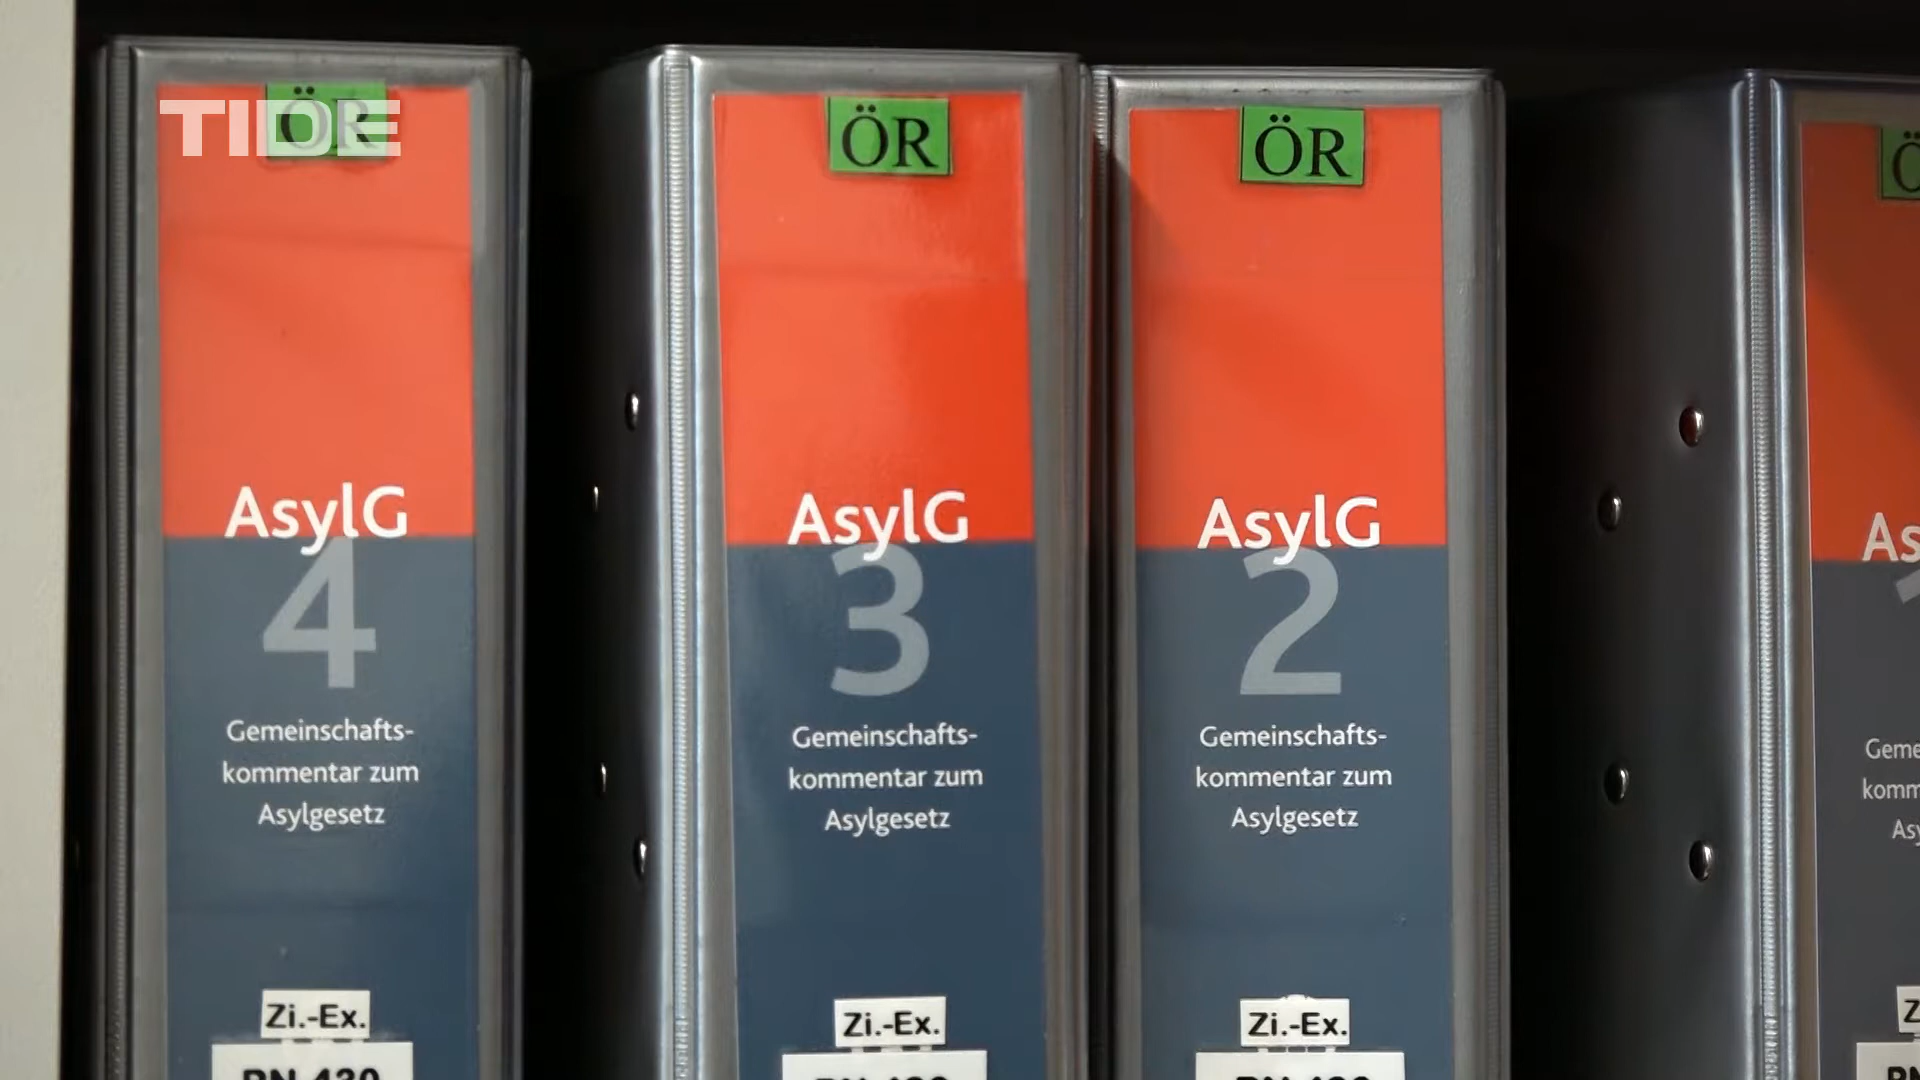 TIDE
ÖR
AsylG
4
Gemeinschafts-
kommentar zum
Asylgesetz
Zi.-Ex.
ÖR
AsylG
3
Gemeinschafts-
kommentar zum
Asylgesetz
Zi.-Ex.
ÖR
AsylG
2
Gemeinschafts-
kommentar zum
Asylgesetz
Zi.-Ex.